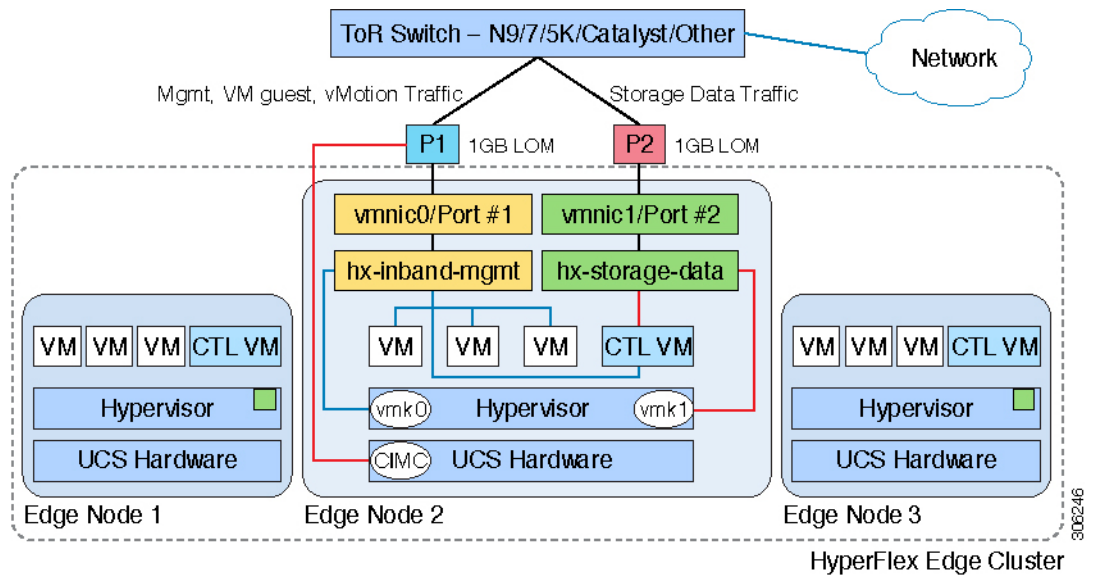 ToR Switch – N9/7/5K/Catalyst/Other
Network
Mgmt, VM guest, vMotion Traffic
Storage Data Traffic
P1
1GB LOM
P2
1GB LOM
vmnic0/Port #1
vmnic1/Port #2
hx-inband-mgmt
hx-storage-data
VM VM VM CTL VM
Hypervisor
UCS Hardware
Edge Node 1
VM VM VM CTL VM
vmk0 Hypervisor vmk1
CIMC UCS Hardware
Edge Node 2
VM VM VM CTL VM
Hypervisor
UCS Hardware
Edge Node 3
306246
HyperFlex Edge Cluster